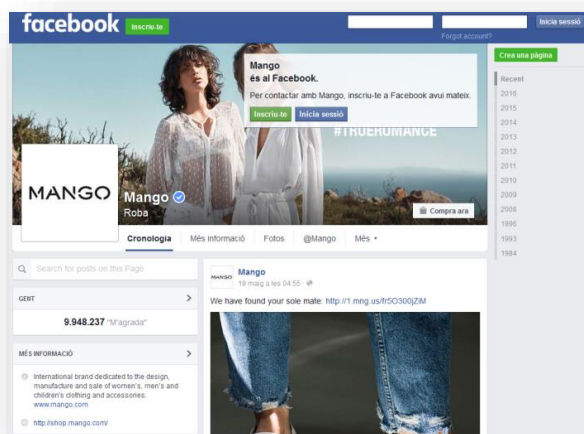 facebook
Inscriu-te
Inicia sessió
Forgot account?
Crea una pàgina
Mango
és al Facebook.
Per contactar amb Mango, inscriu-te a Facebook avui mateix.
Inscriu-te
Inicia sessió
#TRUEROMANCE
Recent
2016
2015
2014
2013
2012
2011
2010
2009
2008
1996
1993
1984
MANGO
Mango
Roba
Compra ara
Cronologia
Més informació
Fotos
@Mango
Més
Search for posts on this Page
GENT
9.948.237 "M'agrada"
MÉS INFORMACIÓ
International brand dedicated to the design,
manufacture and sale of women's, men's and
children's clothing and accessories.
www.mango.com
http://shop.mango.com/
MANGO
Mango
19 maig a les 04:55
We have found your sole mate: http://1.mng.us/fr5O300jZiM